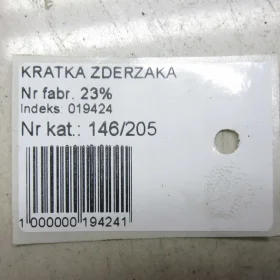 KRATKA ZDERZAKA
Nr fabr. 23%
Indeks: 019424
Nr kat.: 146/205
1 000000 194241